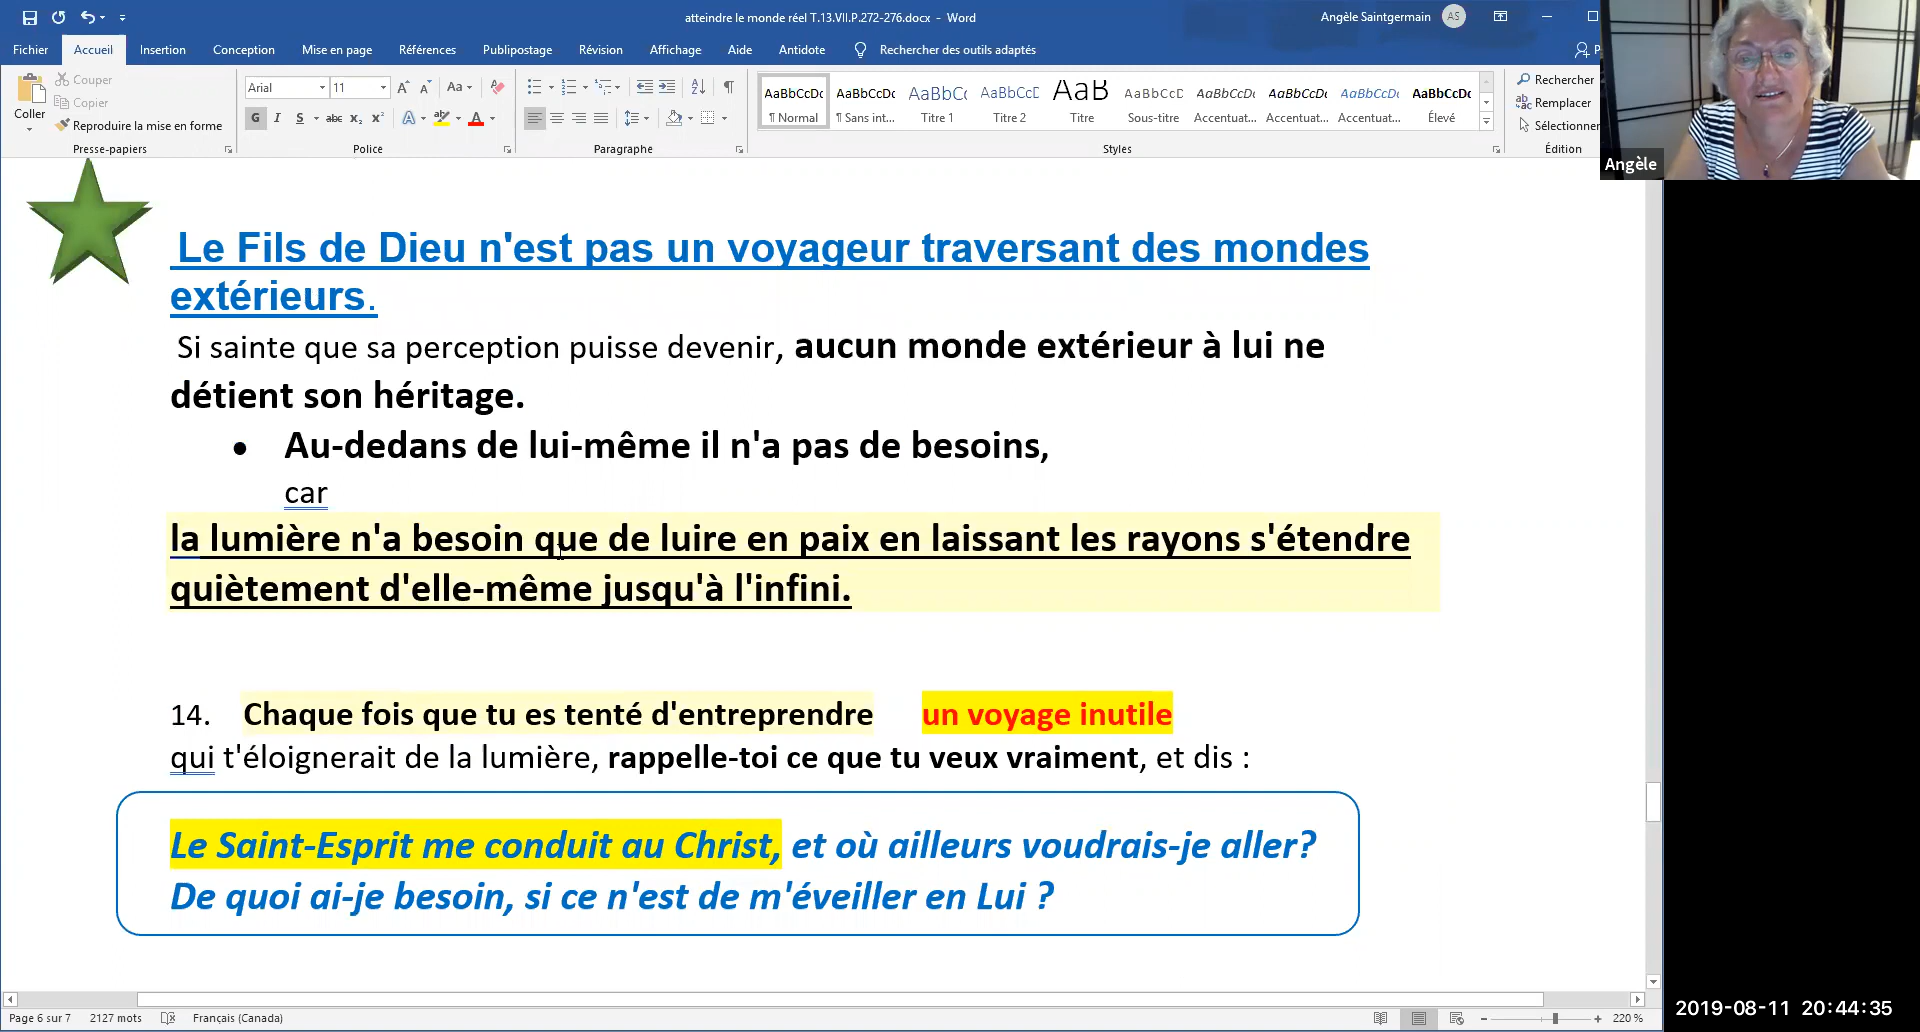 atteindre le monde réel T.13.VII.P.272-276.docx - Word
Angèle Saintgermain AS
Fichier Accueil Insertion Conception Mise en page Références Publipostage Révision Affichage Aide Antidote Rechercher des outils adaptés
Coller
Couper
Copier
Reproduire la mise en forme
Presse-papiers
Arial 11
Police
Paragraphe
AaBbCcDc AaBbCcDc AaBbCc AaBbCcD AaB AaBbCcD AaBbCcDc AaBbCcDc AaBbCcDc AaBbCcDc
¶ Normal ¶ Sans int... Titre 1 Titre 2 Titre Sous-titre Accentuat... Accentuat... Accentuat... Élevé
Styles
Rechercher
Remplacer
Sélectionner
Édition
Angèle
Le Fils de Dieu n'est pas un voyageur traversant des mondes
extérieurs.
Si sainte que sa perception puisse devenir, aucun monde extérieur à lui ne
détient son héritage.
• Au-dedans de lui-même il n'a pas de besoins,
car
la lumière n'a besoin que de luire en paix en laissant les rayons s'étendre
quiètement d'elle-même jusqu'à l'infini.
14. Chaque fois que tu es tenté d'entreprendre un voyage inutile
qui t'éloignerait de la lumière, rappelle-toi ce que tu veux vraiment, et dis :
Le Saint-Esprit me conduit au Christ, et où ailleurs voudrais-je aller?
De quoi ai-je besoin, si ce n'est de m'éveiller en Lui ?
Page 6 sur 7 2127 mots Français (Canada) 220 %
2019-08-11 20:44:35